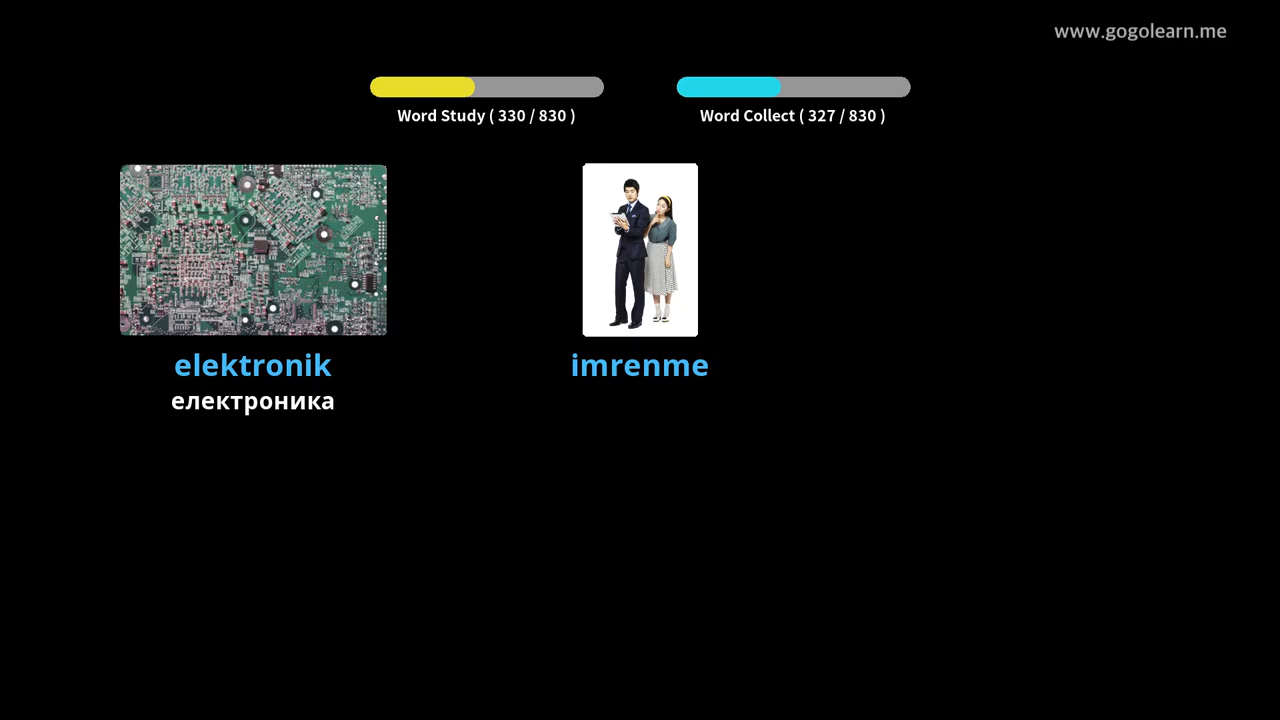 www.gogolearn.me
Word Study ( 330 / 830 )
Word Collect ( 327 / 830 )
elektronik
електроника
imrenme